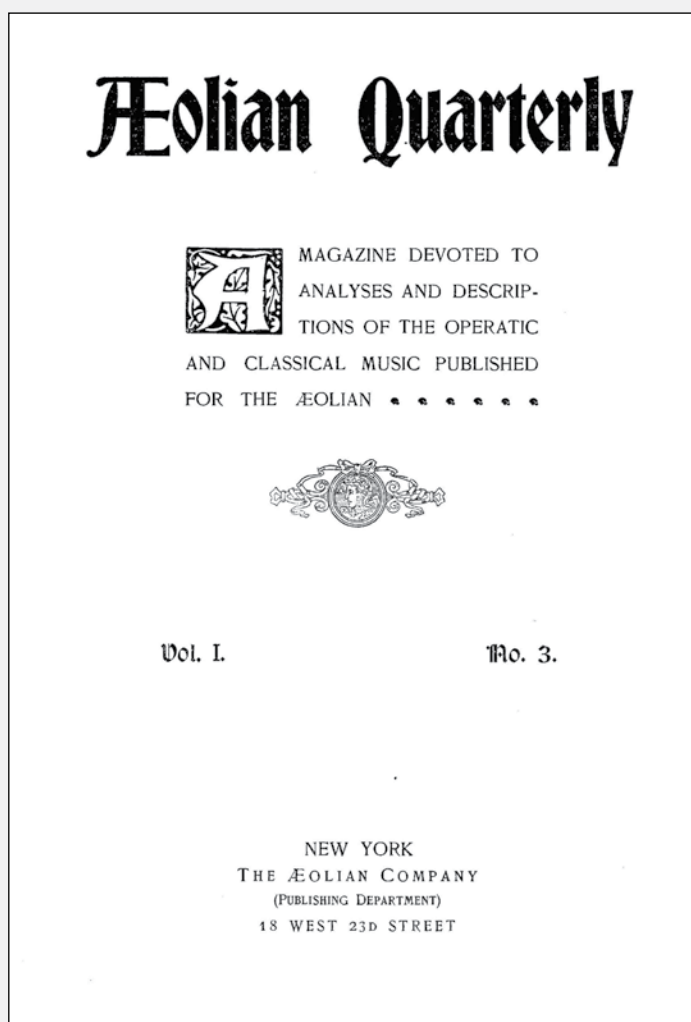 Æolian Quarterly
A MAGAZINE DEVOTED TO
ANALYSES AND DESCRIP-
TIONS OF THE OPERATIC
AND CLASSICAL MUSIC PUBLISHED
FOR THE ÆOLIAN
Vol. I. No. 3.
NEW YORK
THE ÆOLIAN COMPANY
(PUBLISHING DEPARTMENT)
18 WEST 23D STREET